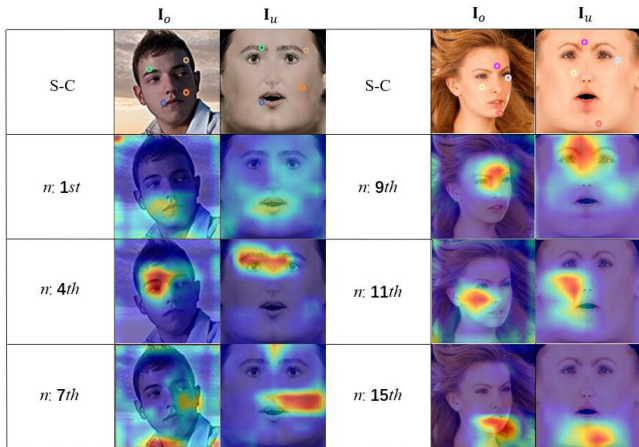 I_o I_u I_o I_u
S-C S-C
n: 1st n: 9th
n: 4th n: 11th
n: 7th n: 15th